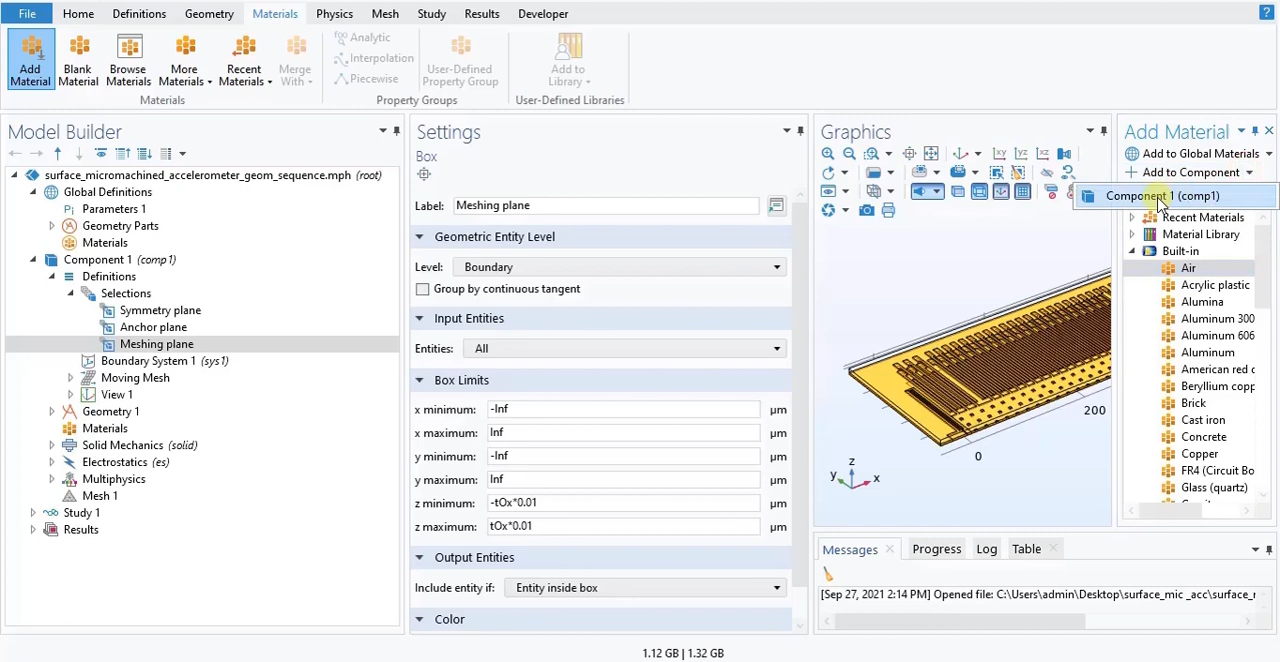 File Home Definitions Geometry Materials Physics Mesh Study Results Developer ?
Add Material
Blank Material
Browse Materials
More Materials
Recent Materials
Merge With
Analytic
Interpolation
Piecewise
User-Defined Property Group
Add to Library
Materials Property Groups User-Defined Libraries
Model Builder
surface_micromachined_accelerometer_geom_sequence.mph (root)
Global Definitions
Pi Parameters 1
Geometry Parts
Materials
Component 1 (comp1)
Definitions
Selections
Symmetry plane
Anchor plane
Meshing plane
Boundary System 1 (sys1)
Moving Mesh
View 1
Geometry 1
Materials
Solid Mechanics (solid)
Electrostatics (es)
Multiphysics
Mesh 1
Study 1
Results
Settings
Box
Label: Meshing plane
Geometric Entity Level
Level: Boundary
Group by continuous tangent
Input Entities
Entities: All
Box Limits
x minimum: -Inf µm
x maximum: Inf µm
y minimum: -Inf µm
y maximum: Inf µm
z minimum: -tOx*0.01 µm
z maximum: tOx*0.01 µm
Output Entities
Include entity if: Entity inside box
Color
Graphics
xy yz xz
200
0
z
y
x
Add Material
Add to Global Materials
+ Add to Component
Component 1 (comp1)
Recent Materials
Material Library
Built-in
Air
Acrylic plastic
Alumina
Aluminum 300
Aluminum 606
Aluminum
American red c
Beryllium copp
Brick
Cast iron
Concrete
Copper
FR4 (Circuit Bo
Glass (quartz)
Messages Progress Log Table
[Sep 27, 2021 2:14 PM] Opened file: C:\Users\admin\Desktop\surface_mic _acc\surface_r
1.12 GB | 1.32 GB